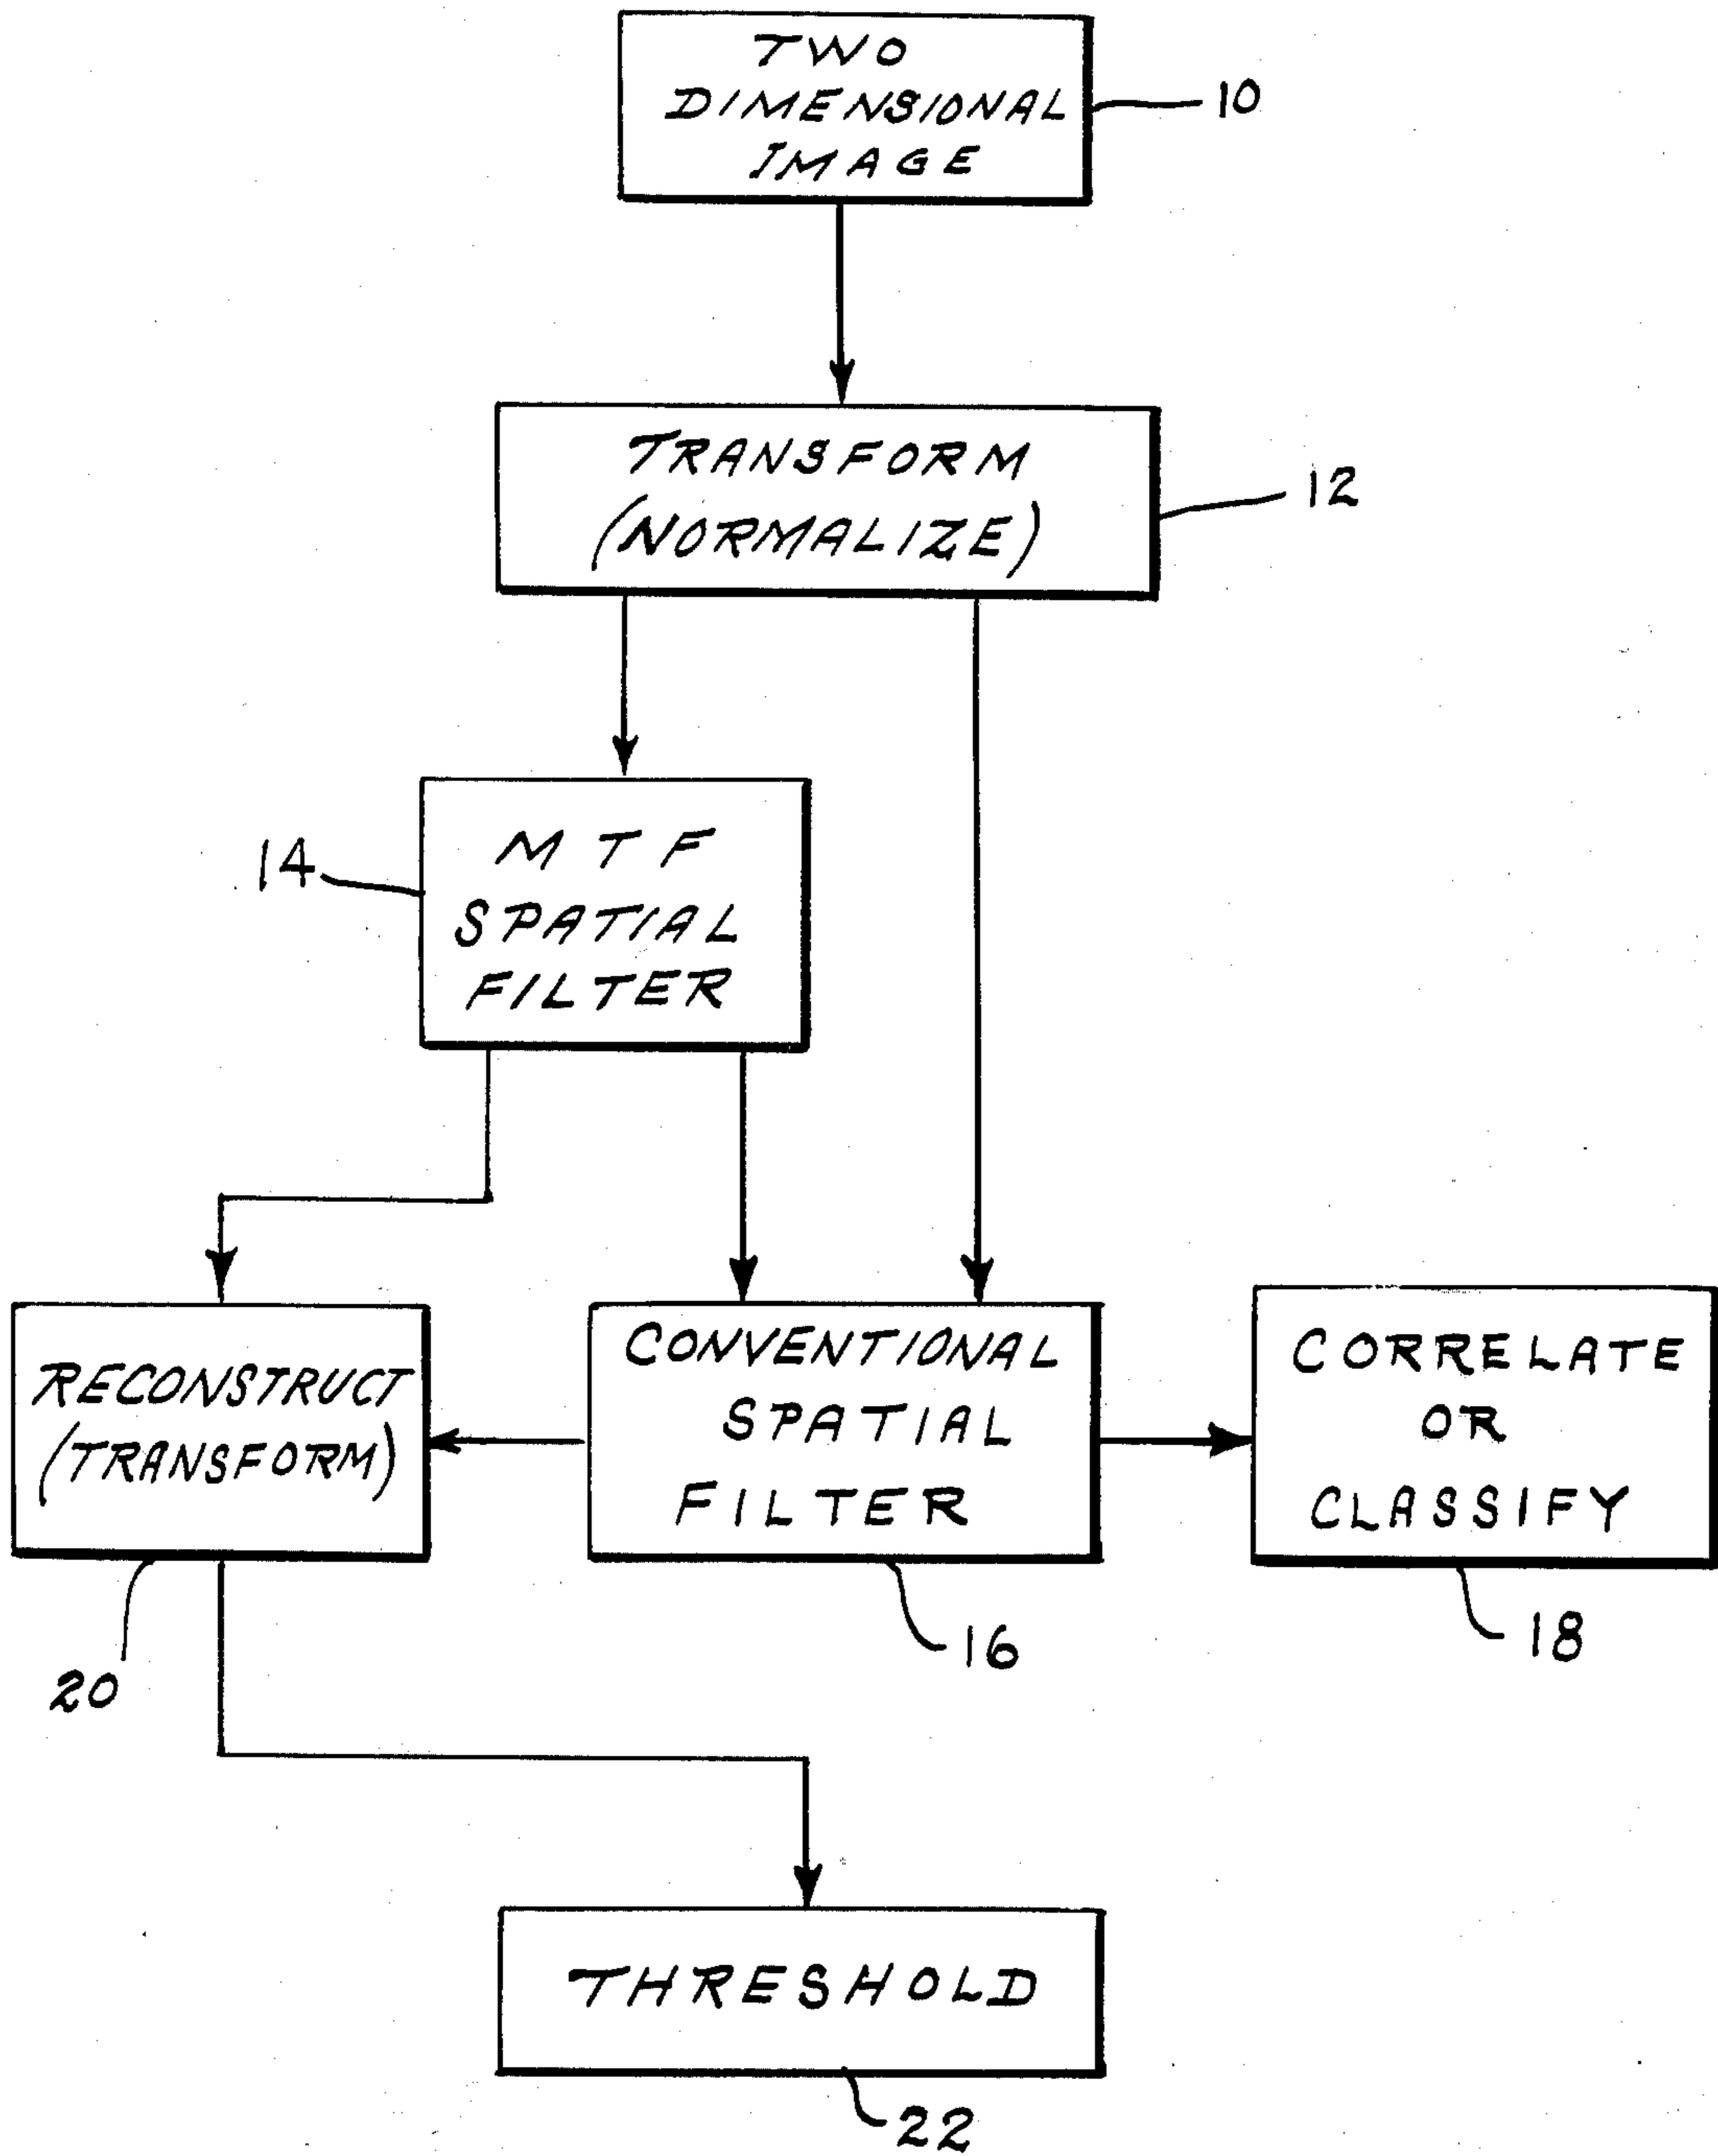 TWO
DIMENSIONAL
IMAGE
10
TRANSFORM
(NORMALIZE)
12
MTF
SPATIAL
FILTER
14
RECONSTRUCT
(TRANSFORM)
20
CONVENTIONAL
SPATIAL
FILTER
16
CORRELATE
OR
CLASSIFY
18
THRESHOLD
22